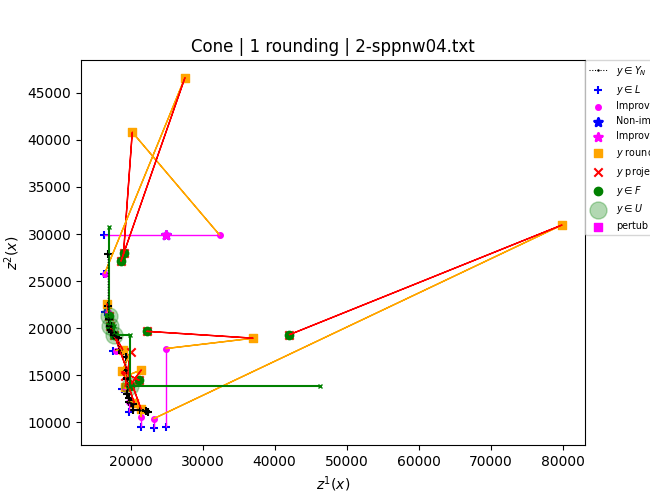 Cone | 1 rounding | 2-sppnw04.txt
45000
40000
35000
30000
25000
20000
15000
10000
z²(x)
20000 30000 40000 50000 60000 70000 80000
z¹(x)
y ∈ Y_N
y ∈ L
Improv
Non-im
Improv
y roun
y proje
y ∈ F
y ∈ U
pertub